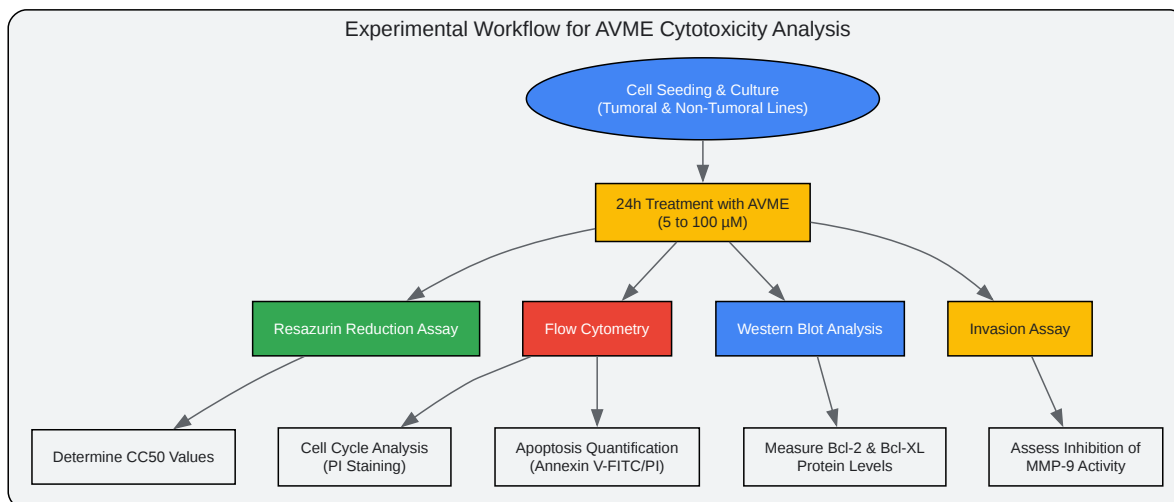 Experimental Workflow for AVME Cytotoxicity Analysis
Cell Seeding & Culture
(Tumoral & Non-Tumoral Lines)
24h Treatment with AVME
(5 to 100 µM)
Resazurin Reduction Assay
Flow Cytometry
Western Blot Analysis
Invasion Assay
Determine CC50 Values
Cell Cycle Analysis
(PI Staining)
Apoptosis Quantification
(Annexin V-FITC/PI)
Measure Bcl-2 & Bcl-XL
Protein Levels
Assess Inhibition of
MMP-9 Activity